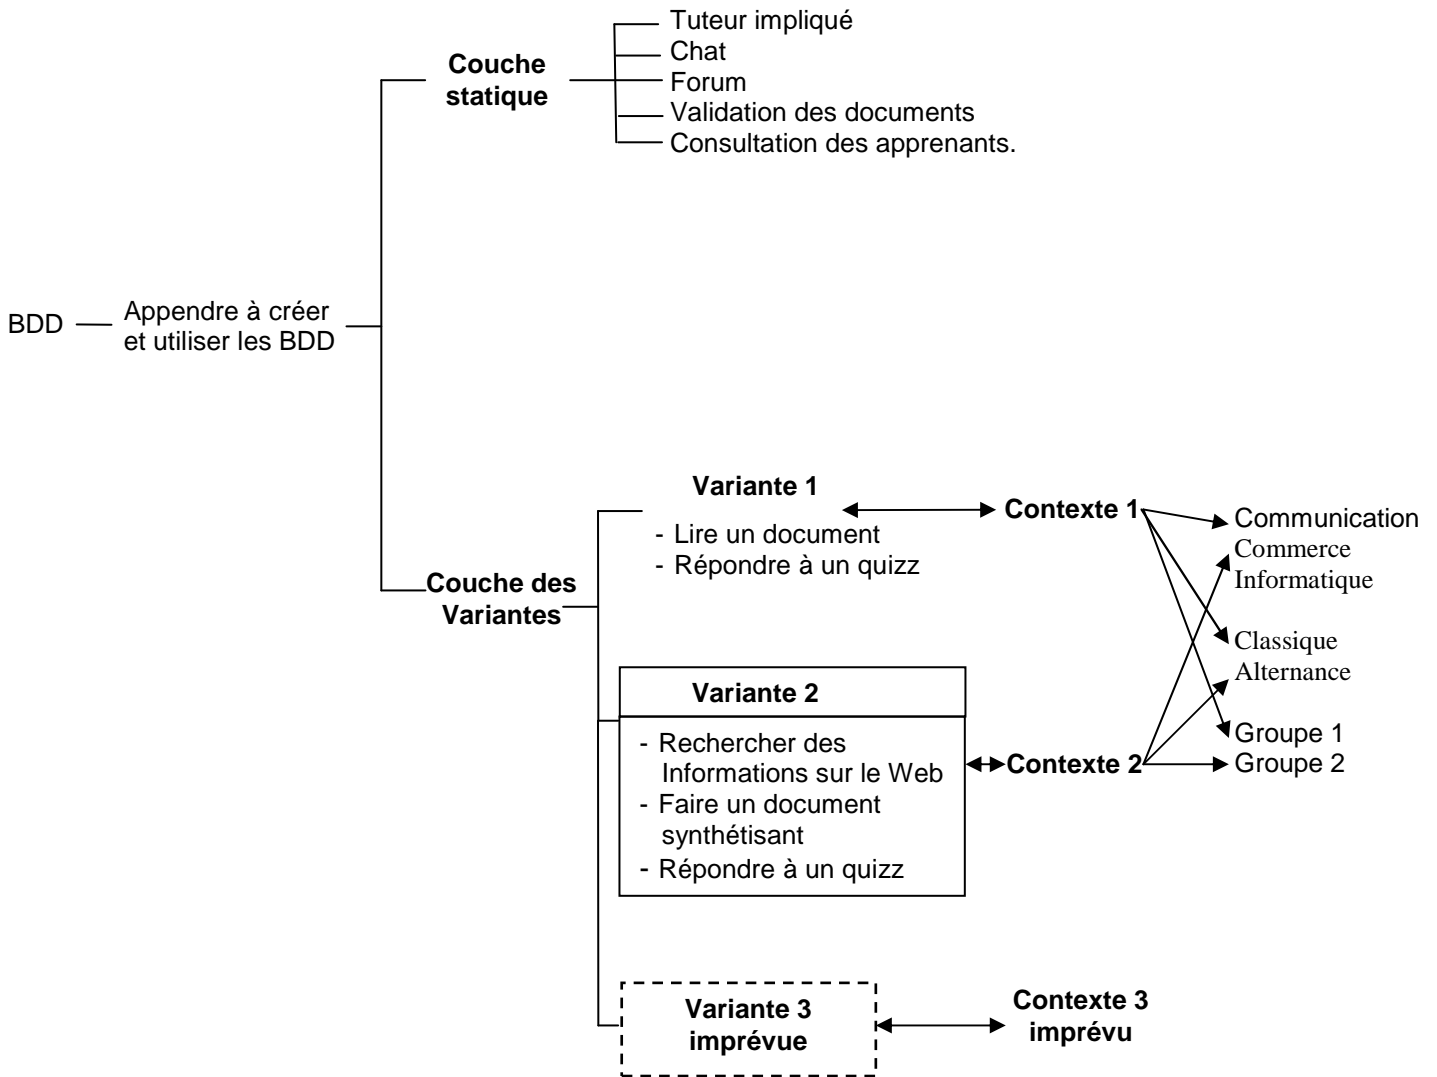 BDD
Appendre à créer
et utiliser les BDD
Couche
statique
Tuteur impliqué
Chat
Forum
Validation des documents
Consultation des apprenants.
Couche des
Variantes
Variante 1
- Lire un document
- Répondre à un quizz
Contexte 1
Variante 2
- Rechercher des
Informations sur le Web
- Faire un document
synthétisant
- Répondre à un quizz
Contexte 2
Variante 3
imprévue
Contexte 3
imprévu
Communication
Commerce
Informatique
Classique
Alternance
Groupe 1
Groupe 2